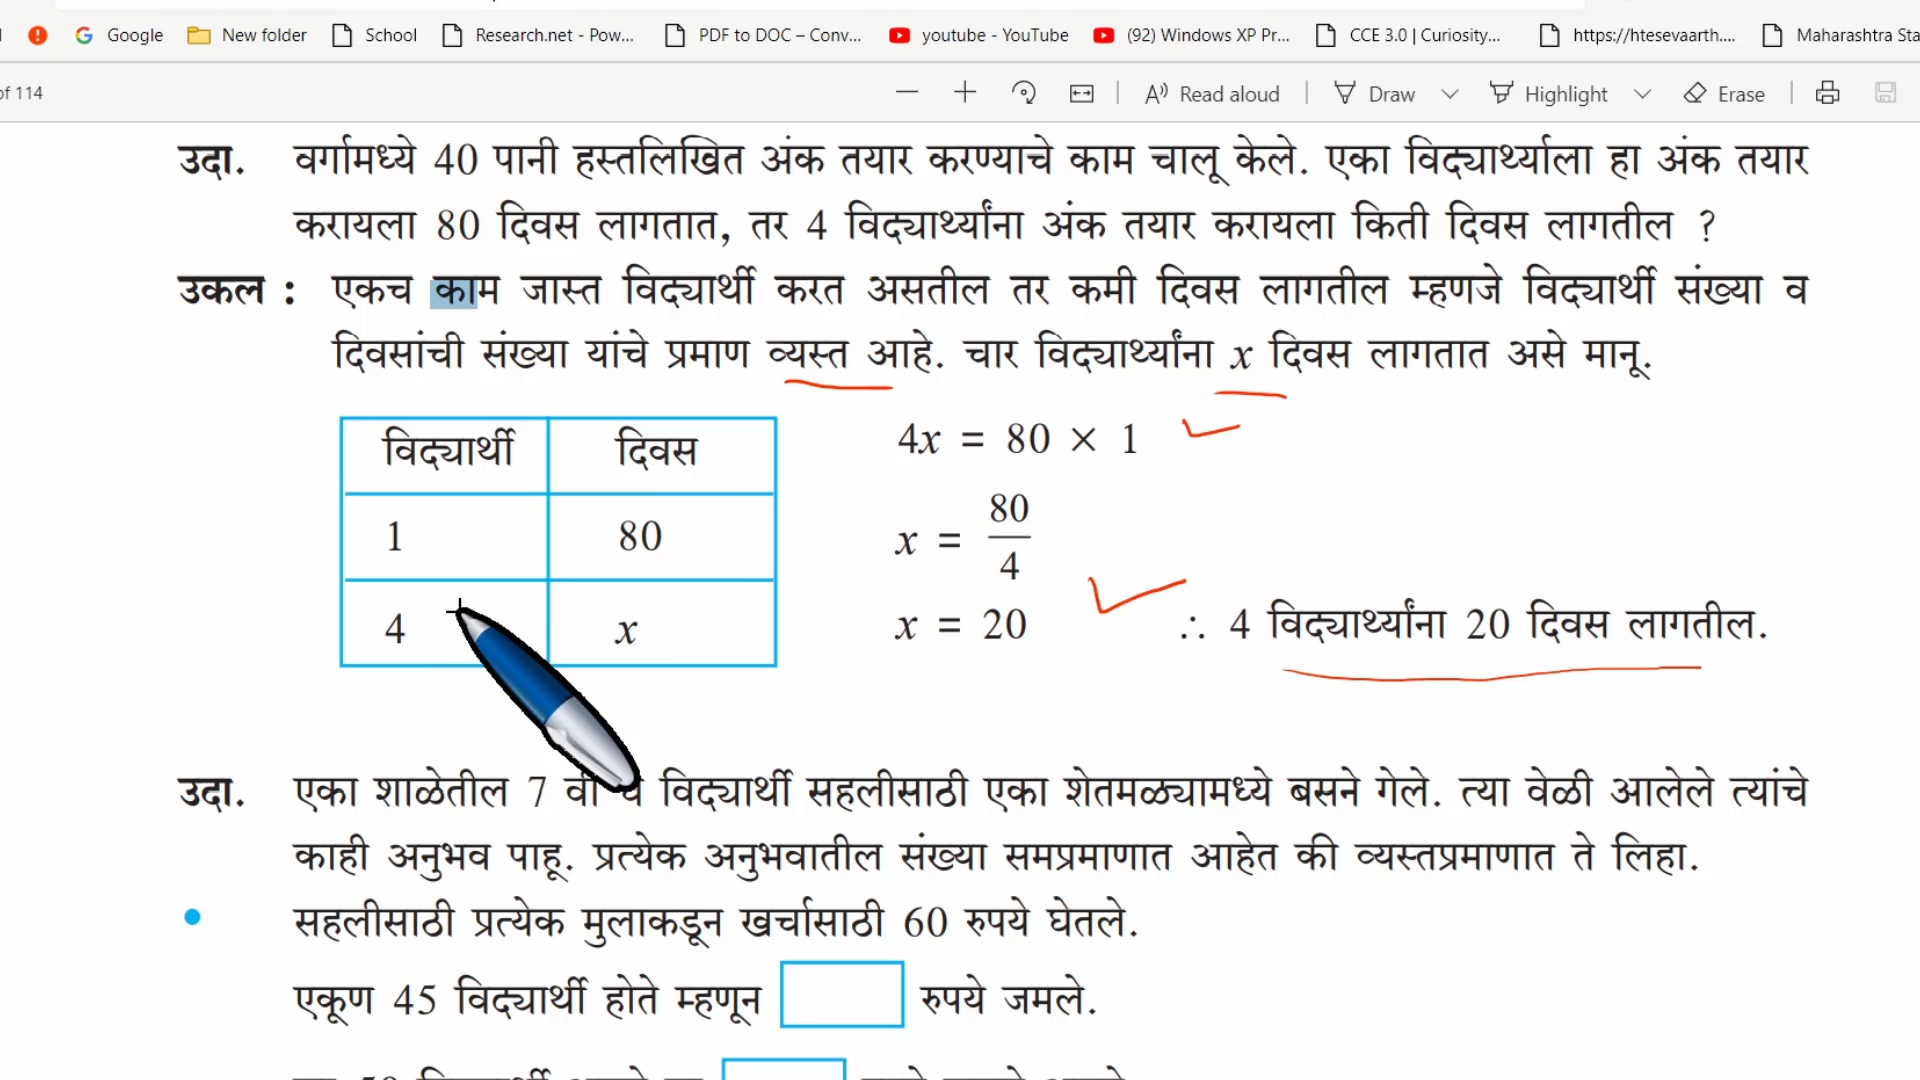 Google New folder School Research.net - Pow... PDF to DOC – Conv... youtube - YouTube (92) Windows XP Pr... CCE 3.0 | Curiosity... https://htesevaarth.... Maharashtra Sta
of 114 Read aloud Draw Highlight Erase
उदा. वर्गामध्ये 40 पानी हस्तलिखित अंक तयार करण्याचे काम चालू केले. एका विद्यार्थ्याला हा अंक तयार
करायला 80 दिवस लागतात, तर 4 विद्यार्थ्यांना अंक तयार करायला किती दिवस लागतील ?
उकल : एकच काम जास्त विद्यार्थी करत असतील तर कमी दिवस लागतील म्हणजे विद्यार्थी संख्या व
दिवसांची संख्या यांचे प्रमाण व्यस्त आहे. चार विद्यार्थ्यांना x दिवस लागतात असे मानू.
विद्यार्थी दिवस
1 80
4 x
4x = 80 × 1
x = 80/4
x = 20 ∴ 4 विद्यार्थ्यांना 20 दिवस लागतील.
उदा. एका शाळेतील 7 वी चे विद्यार्थी सहलीसाठी एका शेतमळ्यामध्ये बसने गेले. त्या वेळी आलेले त्यांचे
काही अनुभव पाहू. प्रत्येक अनुभवातील संख्या समप्रमाणात आहेत की व्यस्तप्रमाणात ते लिहा.
• सहलीसाठी प्रत्येक मुलाकडून खर्चासाठी 60 रुपये घेतले.
एकूण 45 विद्यार्थी होते म्हणून रुपये जमले.